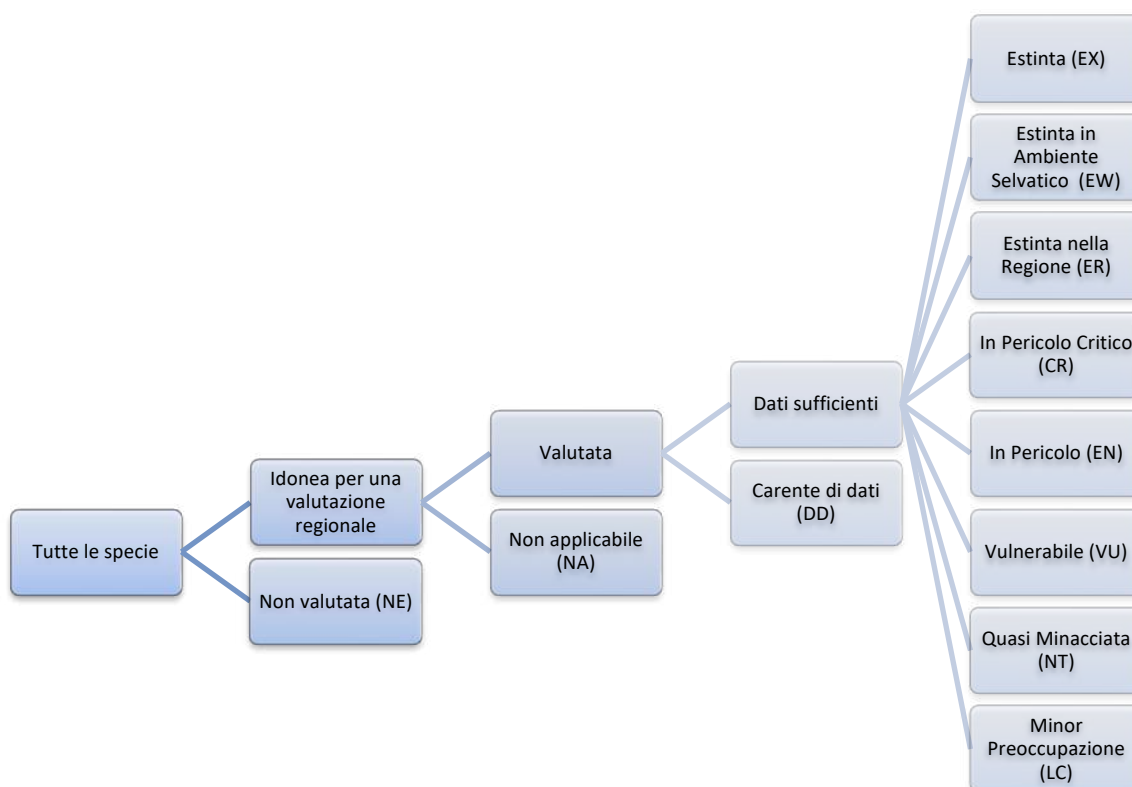 Tutte le specie
Idonea per una
valutazione
regionale
Non valutata (NE)
Valutata
Non applicabile
(NA)
Dati sufficienti
Carente di dati
(DD)
Estinta (EX)
Estinta in
Ambiente
Selvatico (EW)
Estinta nella
Regione (ER)
In Pericolo Critico
(CR)
In Pericolo (EN)
Vulnerabile (VU)
Quasi Minacciata
(NT)
Minor
Preoccupazione
(LC)